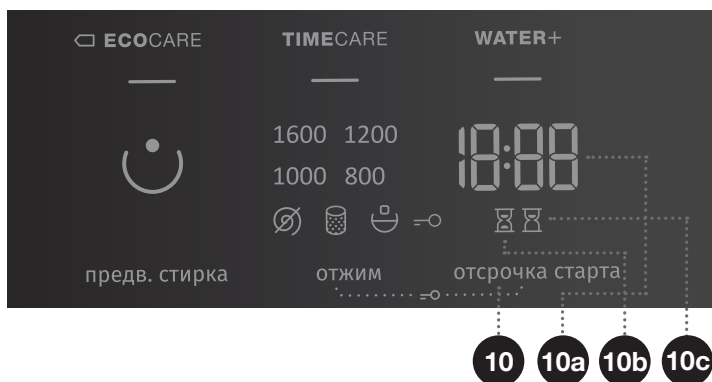 ECOCARE TIMECARE WATER+
1600 1200 18:88
1000 800
предв. стирка отжим отсрочка старта
10 10a 10b 10c